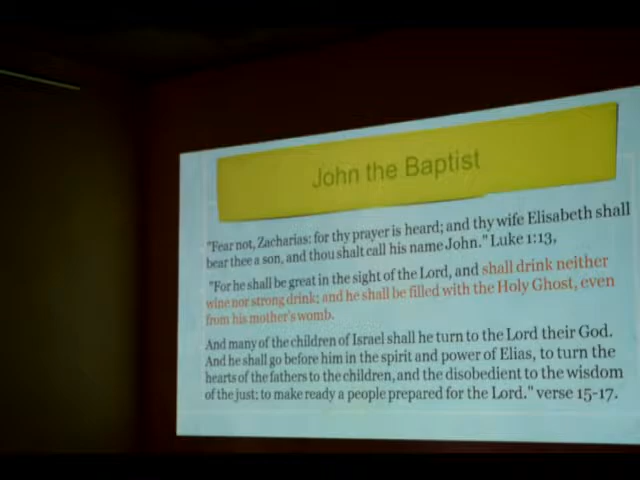 John the Baptist
"Fear not, Zacharias: for thy prayer is heard; and thy wife Elisabeth shall
bear thee a son, and thou shalt call his name John." Luke 1:13,
"For he shall be great in the sight of the Lord, and shall drink neither
wine nor strong drink; and he shall be filled with the Holy Ghost, even
from his mother's womb.
And many of the children of Israel shall he turn to the Lord their God.
And he shall go before him in the spirit and power of Elias, to turn the
hearts of the fathers to the children, and the disobedient to the wisdom
of the just; to make ready a people prepared for the Lord." verse 15-17.